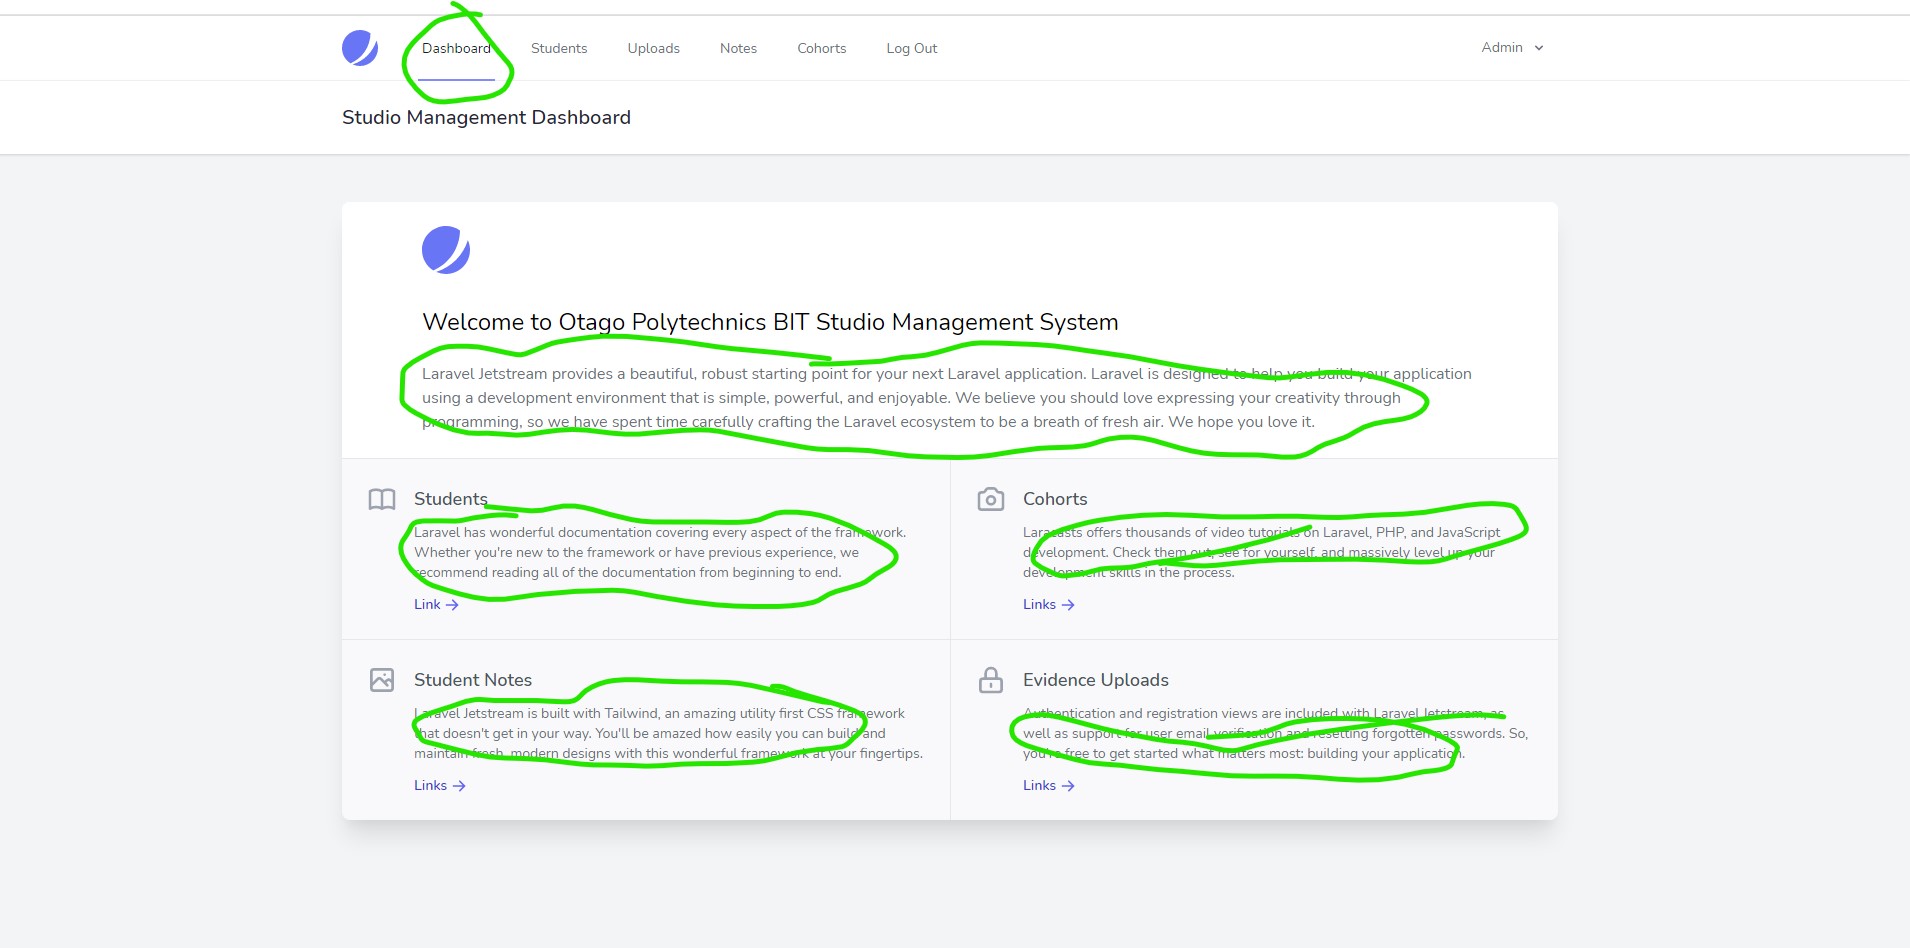 Dashboard Students Uploads Notes Cohorts Log Out Admin
Studio Management Dashboard
Welcome to Otago Polytechnics BIT Studio Management System
Laravel Jetstream provides a beautiful, robust starting point for your next Laravel application. Laravel is designed to help you build your application
using a development environment that is simple, powerful, and enjoyable. We believe you should love expressing your creativity through
programming, so we have spent time carefully crafting the Laravel ecosystem to be a breath of fresh air. We hope you love it.
Students
Laravel has wonderful documentation covering every aspect of the framework.
Whether you're new to the framework or have previous experience, we
recommend reading all of the documentation from beginning to end.
Link
Cohorts
Laracasts offers thousands of video tutorials on Laravel, PHP, and JavaScript
development. Check them out, see for yourself, and massively level up your
development skills in the process.
Links
Student Notes
Laravel Jetstream is built with Tailwind, an amazing utility first CSS framework
that doesn't get in your way. You'll be amazed how easily you can build and
maintain fresh, modern designs with this wonderful framework at your fingertips.
Links
Evidence Uploads
Authentication and registration views are included with Laravel Jetstream, as
well as support for user email verification and resetting forgotten passwords. So,
you're free to get started what matters most: building your application.
Links